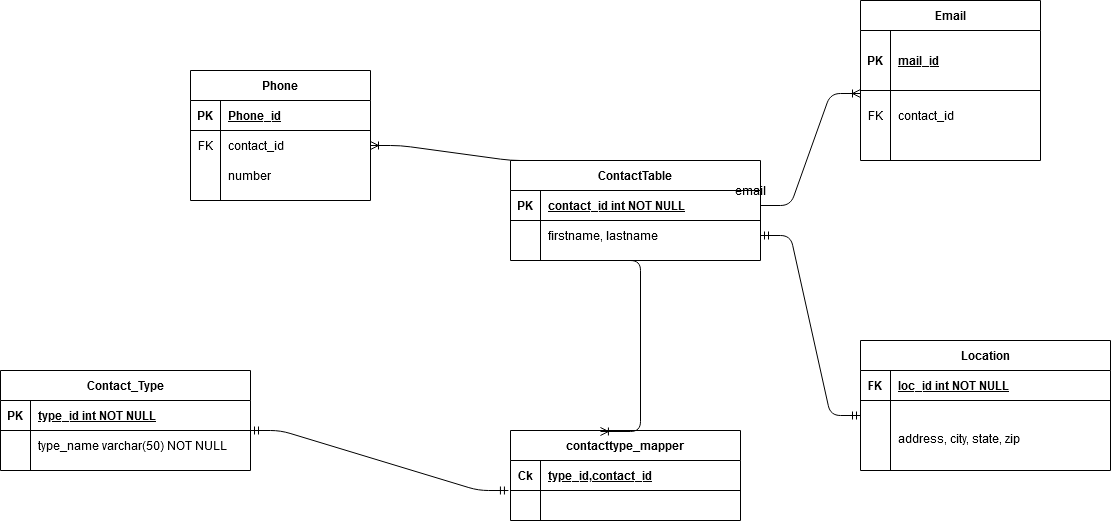 Email
PK mail_id
FK contact_id
Phone
PK Phone_id
FK contact_id
number
ContactTable
email
PK contact_id int NOT NULL
firstname, lastname
Location
FK loc_id int NOT NULL
address, city, state, zip
Contact_Type
PK type_id int NOT NULL
type_name varchar(50) NOT NULL
contacttype_mapper
Ck type_id,contact_id